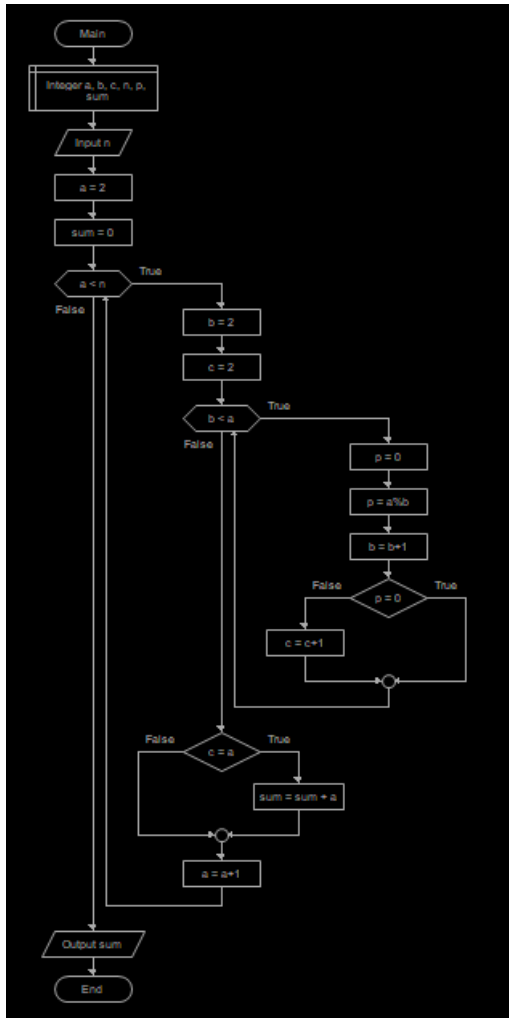 Main
Integer a, b, c, n, p,
sum
Input n
a = 2
sum = 0
a < n
True
False
b = 2
c = 2
b < a
True
False
p = 0
p = a%b
b = b+1
False
True
p = 0
c = c+1
False
True
c = a
sum = sum + a
a = a+1
Output sum
End